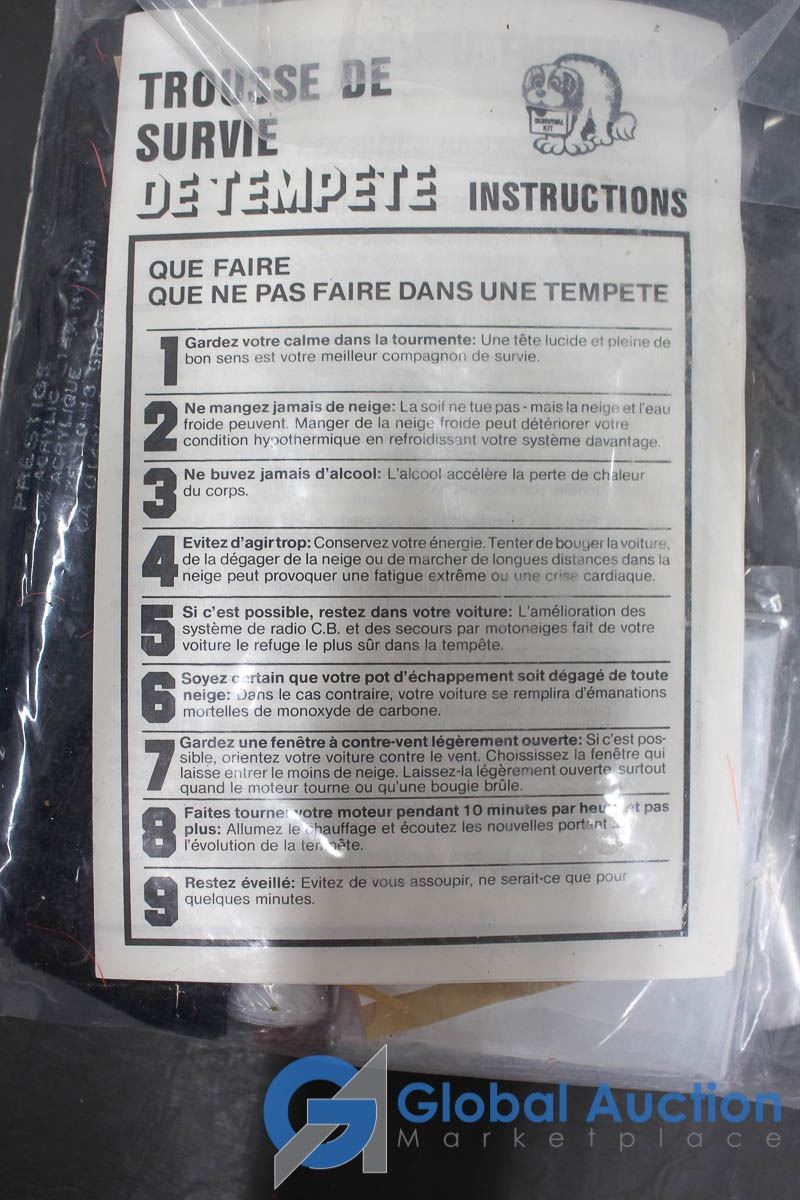 TROUSSE DE
SURVIE
DE TEMPETE INSTRUCTIONS
SURVIVAL
KIT
QUE FAIRE
QUE NE PAS FAIRE DANS UNE TEMPETE
1 Gardez votre calme dans la tourmente: Une tête lucide et pleine de
bon sens est votre meilleur compagnon de survie.
2 Ne mangez jamais de neige: La soif ne tue pas - mais la neige et l'eau
froide peuvent. Manger de la neige froide peut détériorer votre
condition hypothermique en refroidissant votre système davantage.
3 Ne buvez jamais d'alcool: L'alcool accélère la perte de chaleur
du corps.
4 Evitez d'agir trop: Conservez votre énergie. Tenter de bouger la voiture,
de la dégager de la neige ou de marcher de longues distances dans la
neige peut provoquer une fatigue extrême ou une crise cardiaque.
5 Si c'est possible, restez dans votre voiture: L'amélioration des
système de radio C.B. et des secours par motoneiges fait de votre
voiture le refuge le plus sûr dans la tempête.
6 Soyez certain que votre pot d'échappement soit dégagé de toute
neige: Dans le cas contraire, votre voiture se remplira d'émanations
mortelles de monoxyde de carbone.
7 Gardez une fenêtre à contre-vent légèrement ouverte: Si c'est pos-
sible, orientez votre voiture contre le vent. Choississez la fenêtre qui
laisse entrer le moins de neige. Laissez-la légèrement ouverte surtout
quand le moteur tourne ou qu'une bougie brûle.
8 Faites tourner votre moteur pendant 10 minutes par heure et pas
plus: Allumez le chauffage et écoutez les nouvelles portant
l'évolution de la tempête.
9 Restez éveillé: Evitez de vous assoupir, ne serait-ce que pour
quelques minutes.
PRESTIGE
ACRYLIC
ACRYLIQUE
Global Auction
Marketplace